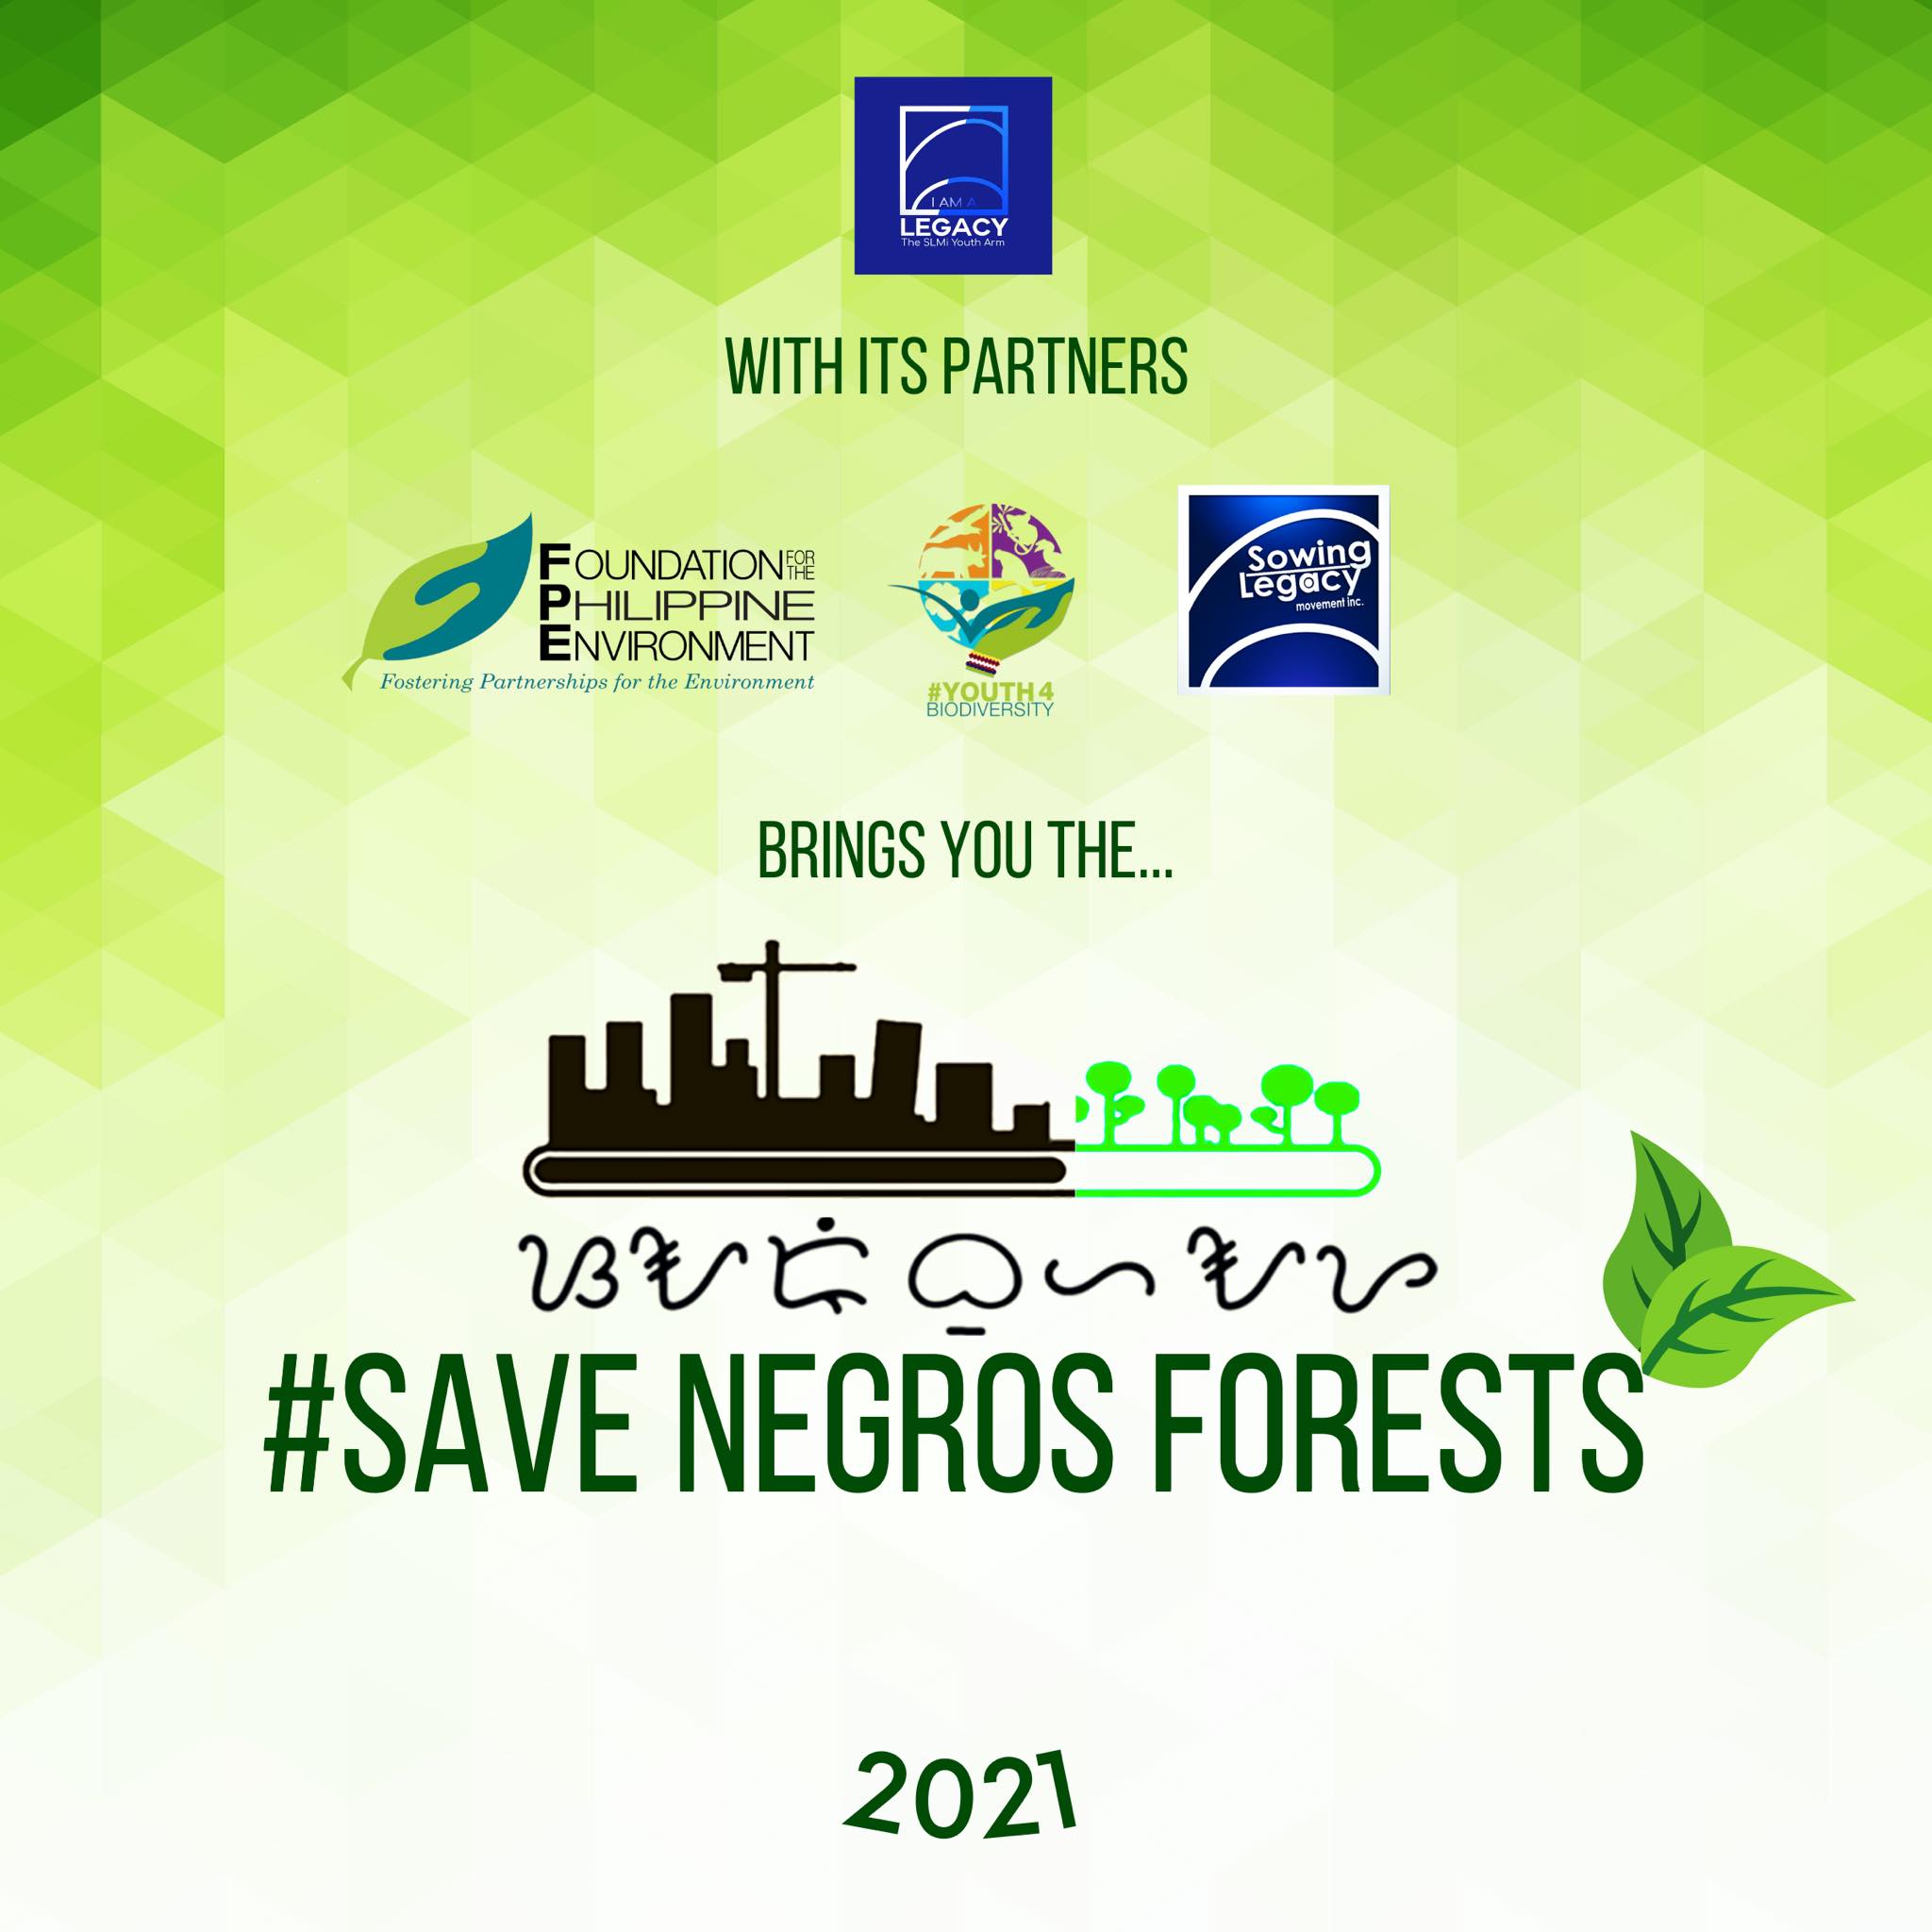 I AM A
LEGACY
The SLMi Youth Arm
WITH ITS PARTNERS
FOUNDATION FOR THE
PHILIPPINE
ENVIRONMENT
Fostering Partnerships for the Environment
#YOUTH4
BIODIVERSITY
Sowing
Legacy
movement inc.
BRINGS YOU THE...
#SAVE NEGROS FORESTS
2021